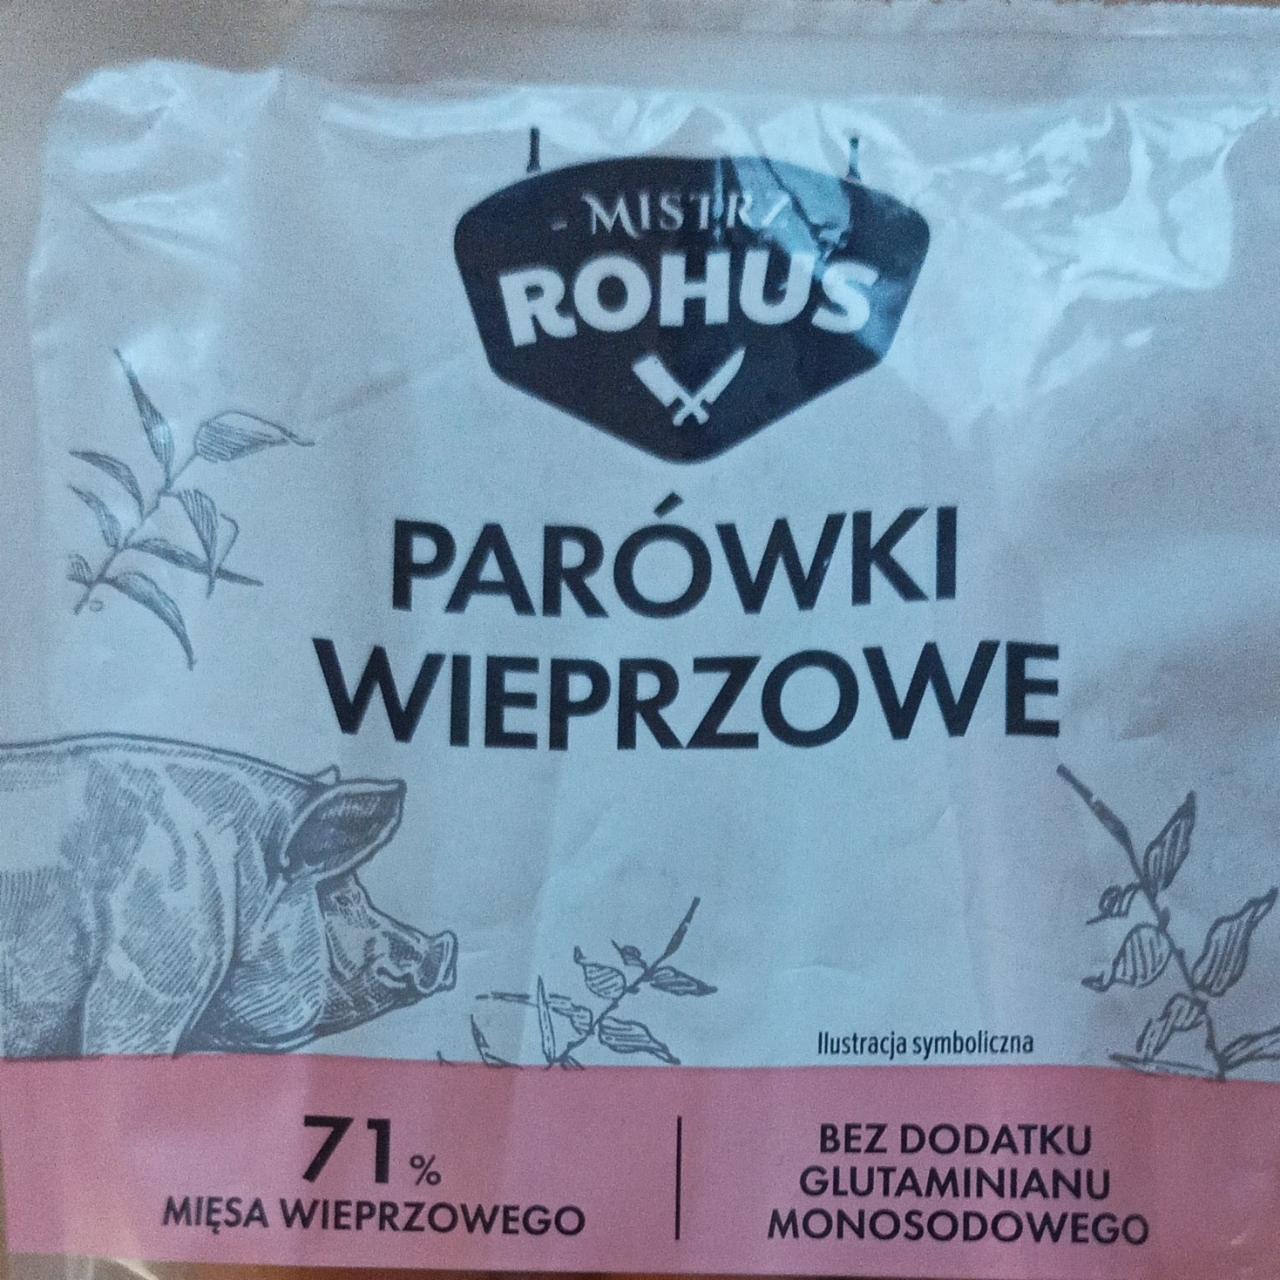 - MISTRZ -
ROHUS
PARÓWKI
WIEPRZOWE
Ilustracja symboliczna
71%
MIĘSA WIEPRZOWEGO
BEZ DODATKU
GLUTAMINIANU
MONOSODOWEGO